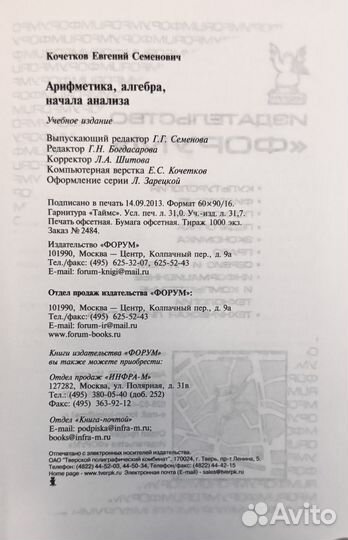 Кочетков Евгений Семенович
Арифметика, алгебра,
начала анализа
Учебное издание
Выпускающий редактор Г.Г. Семенова
Редактор Г.Н. Богдасарова
Корректор Л.А. Шитова
Компьютерная верстка Е.С. Кочетков
Оформление серии Л. Зарецкой
Подписано в печать 14.09.2013. Формат 60×90/16.
Гарнитура «Таймс». Усл. печ. л. 31,0. Уч.-изд. л. 31,7.
Печать офсетная. Бумага офсетная. Тираж 1000 экз.
Заказ № 2484.
Издательство «ФОРУМ»
101990, Москва — Центр, Колпачный пер., д. 9а
Тел./факс: (495) 625-32-07, 625-52-43
E-mail: forum-knigi@mail.ru
Отдел продаж издательства «ФОРУМ»:
101990, Москва — Центр, Колпачный пер., д. 9а
Тел./факс: (495) 625-52-43
E-mail: forum-ir@mail.ru
www.forum-books.ru
Книги издательства «ФОРУМ»
вы также можете приобрести:
Отдел продаж «ИНФРА-М»
127282, Москва, ул. Полярная, д. 31в
Тел.: (495) 380-05-40 (доб. 252)
Факс: (495) 363-92-12
Отдел «Книга-почтой»
E-mail: podpiska@infra-m.ru;
books@infra-m.ru
Отпечатано с электронных носителей издательства.
ОАО "Тверской полиграфический комбинат". 170024, г. Тверь, пр-т Ленина, 5.
Телефон: (4822) 44-52-03, 44-50-34, Телефон/факс: (4822) 44-42-15
Home page - www.tverpk.ru Электронная почта (E-mail) - sales@tverpk.ru
Avito